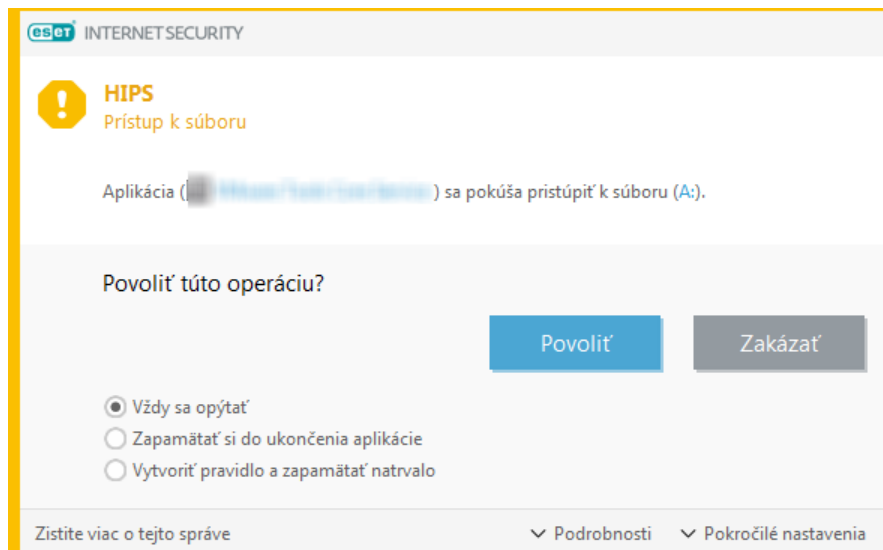 eset INTERNET SECURITY
HIPS
Prístup k súboru
Aplikácia ( ) sa pokúša pristúpiť k súboru (A:).
Povoliť túto operáciu?
Povoliť Zakázať
Vždy sa opýtať
Zapamätať si do ukončenia aplikácie
Vytvoriť pravidlo a zapamätať natrvalo
Zistite viac o tejto správe Podrobnosti Pokročilé nastavenia